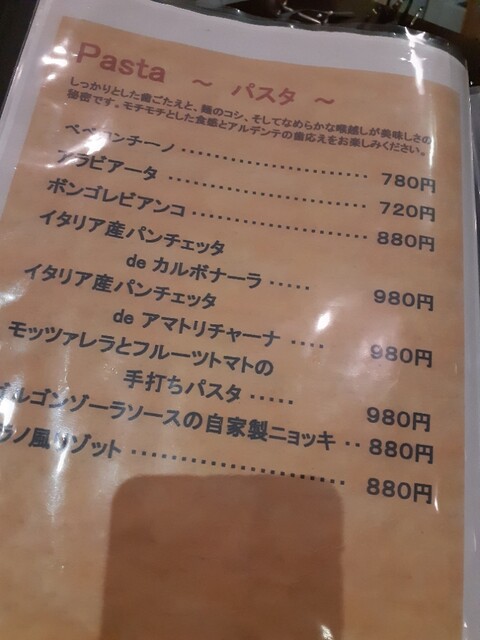 Pasta ～ パスタ ～
しっかりとした歯ごたえと、麺のコシ、そしてなめらかな喉越しが美味しさの
秘密です。モチモチとした食感とアルデンテの歯応えをお楽しみください。
ペペロンチーノ ････････････････････ 780円
アラビアータ ････････････････････ 720円
ボンゴレビアンコ ･･････････････････ 880円
イタリア産パンチェッタ
de カルボナーラ ･････ 980円
イタリア産パンチェッタ
de アマトリチャーナ ････ 980円
モッツァレラとフルーツトマトの
手打ちパスタ ･････ 980円
ゴルゴンゾーラソースの自家製ニョッキ ･･ 880円
ラノ風リゾット ･･････････････････････ 880円